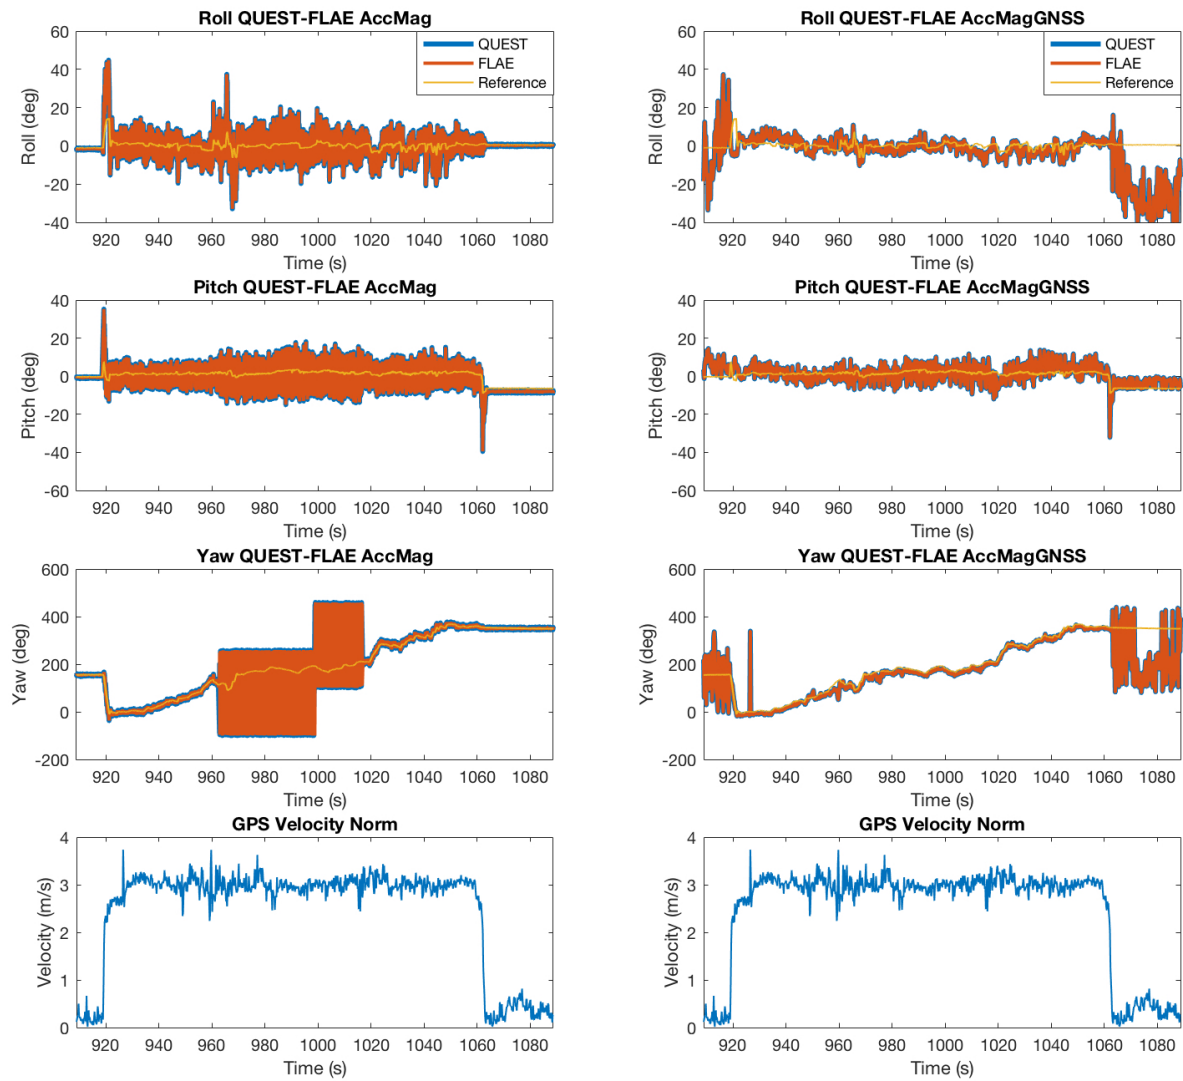 Roll QUEST-FLAE AccMag
60
40
20
0
-20
-40
Roll (deg)
QUEST
FLAE
Reference
920 940 960 980 1000 1020 1040 1060 1080
Time (s)
Roll QUEST-FLAE AccMagGNSS
60
40
20
0
-20
-40
Roll (deg)
QUEST
FLAE
Reference
920 940 960 980 1000 1020 1040 1060 1080
Time (s)
Pitch QUEST-FLAE AccMag
40
20
0
-20
-40
-60
Pitch (deg)
920 940 960 980 1000 1020 1040 1060 1080
Time (s)
Pitch QUEST-FLAE AccMagGNSS
40
20
0
-20
-40
-60
Pitch (deg)
920 940 960 980 1000 1020 1040 1060 1080
Time (s)
Yaw QUEST-FLAE AccMag
600
400
200
0
-200
Yaw (deg)
920 940 960 980 1000 1020 1040 1060 1080
Time (s)
Yaw QUEST-FLAE AccMagGNSS
600
400
200
0
-200
Yaw (deg)
920 940 960 980 1000 1020 1040 1060 1080
Time (s)
GPS Velocity Norm
4
3
2
1
0
Velocity (m/s)
920 940 960 980 1000 1020 1040 1060 1080
Time (s)
GPS Velocity Norm
4
3
2
1
0
Velocity (m/s)
920 940 960 980 1000 1020 1040 1060 1080
Time (s)